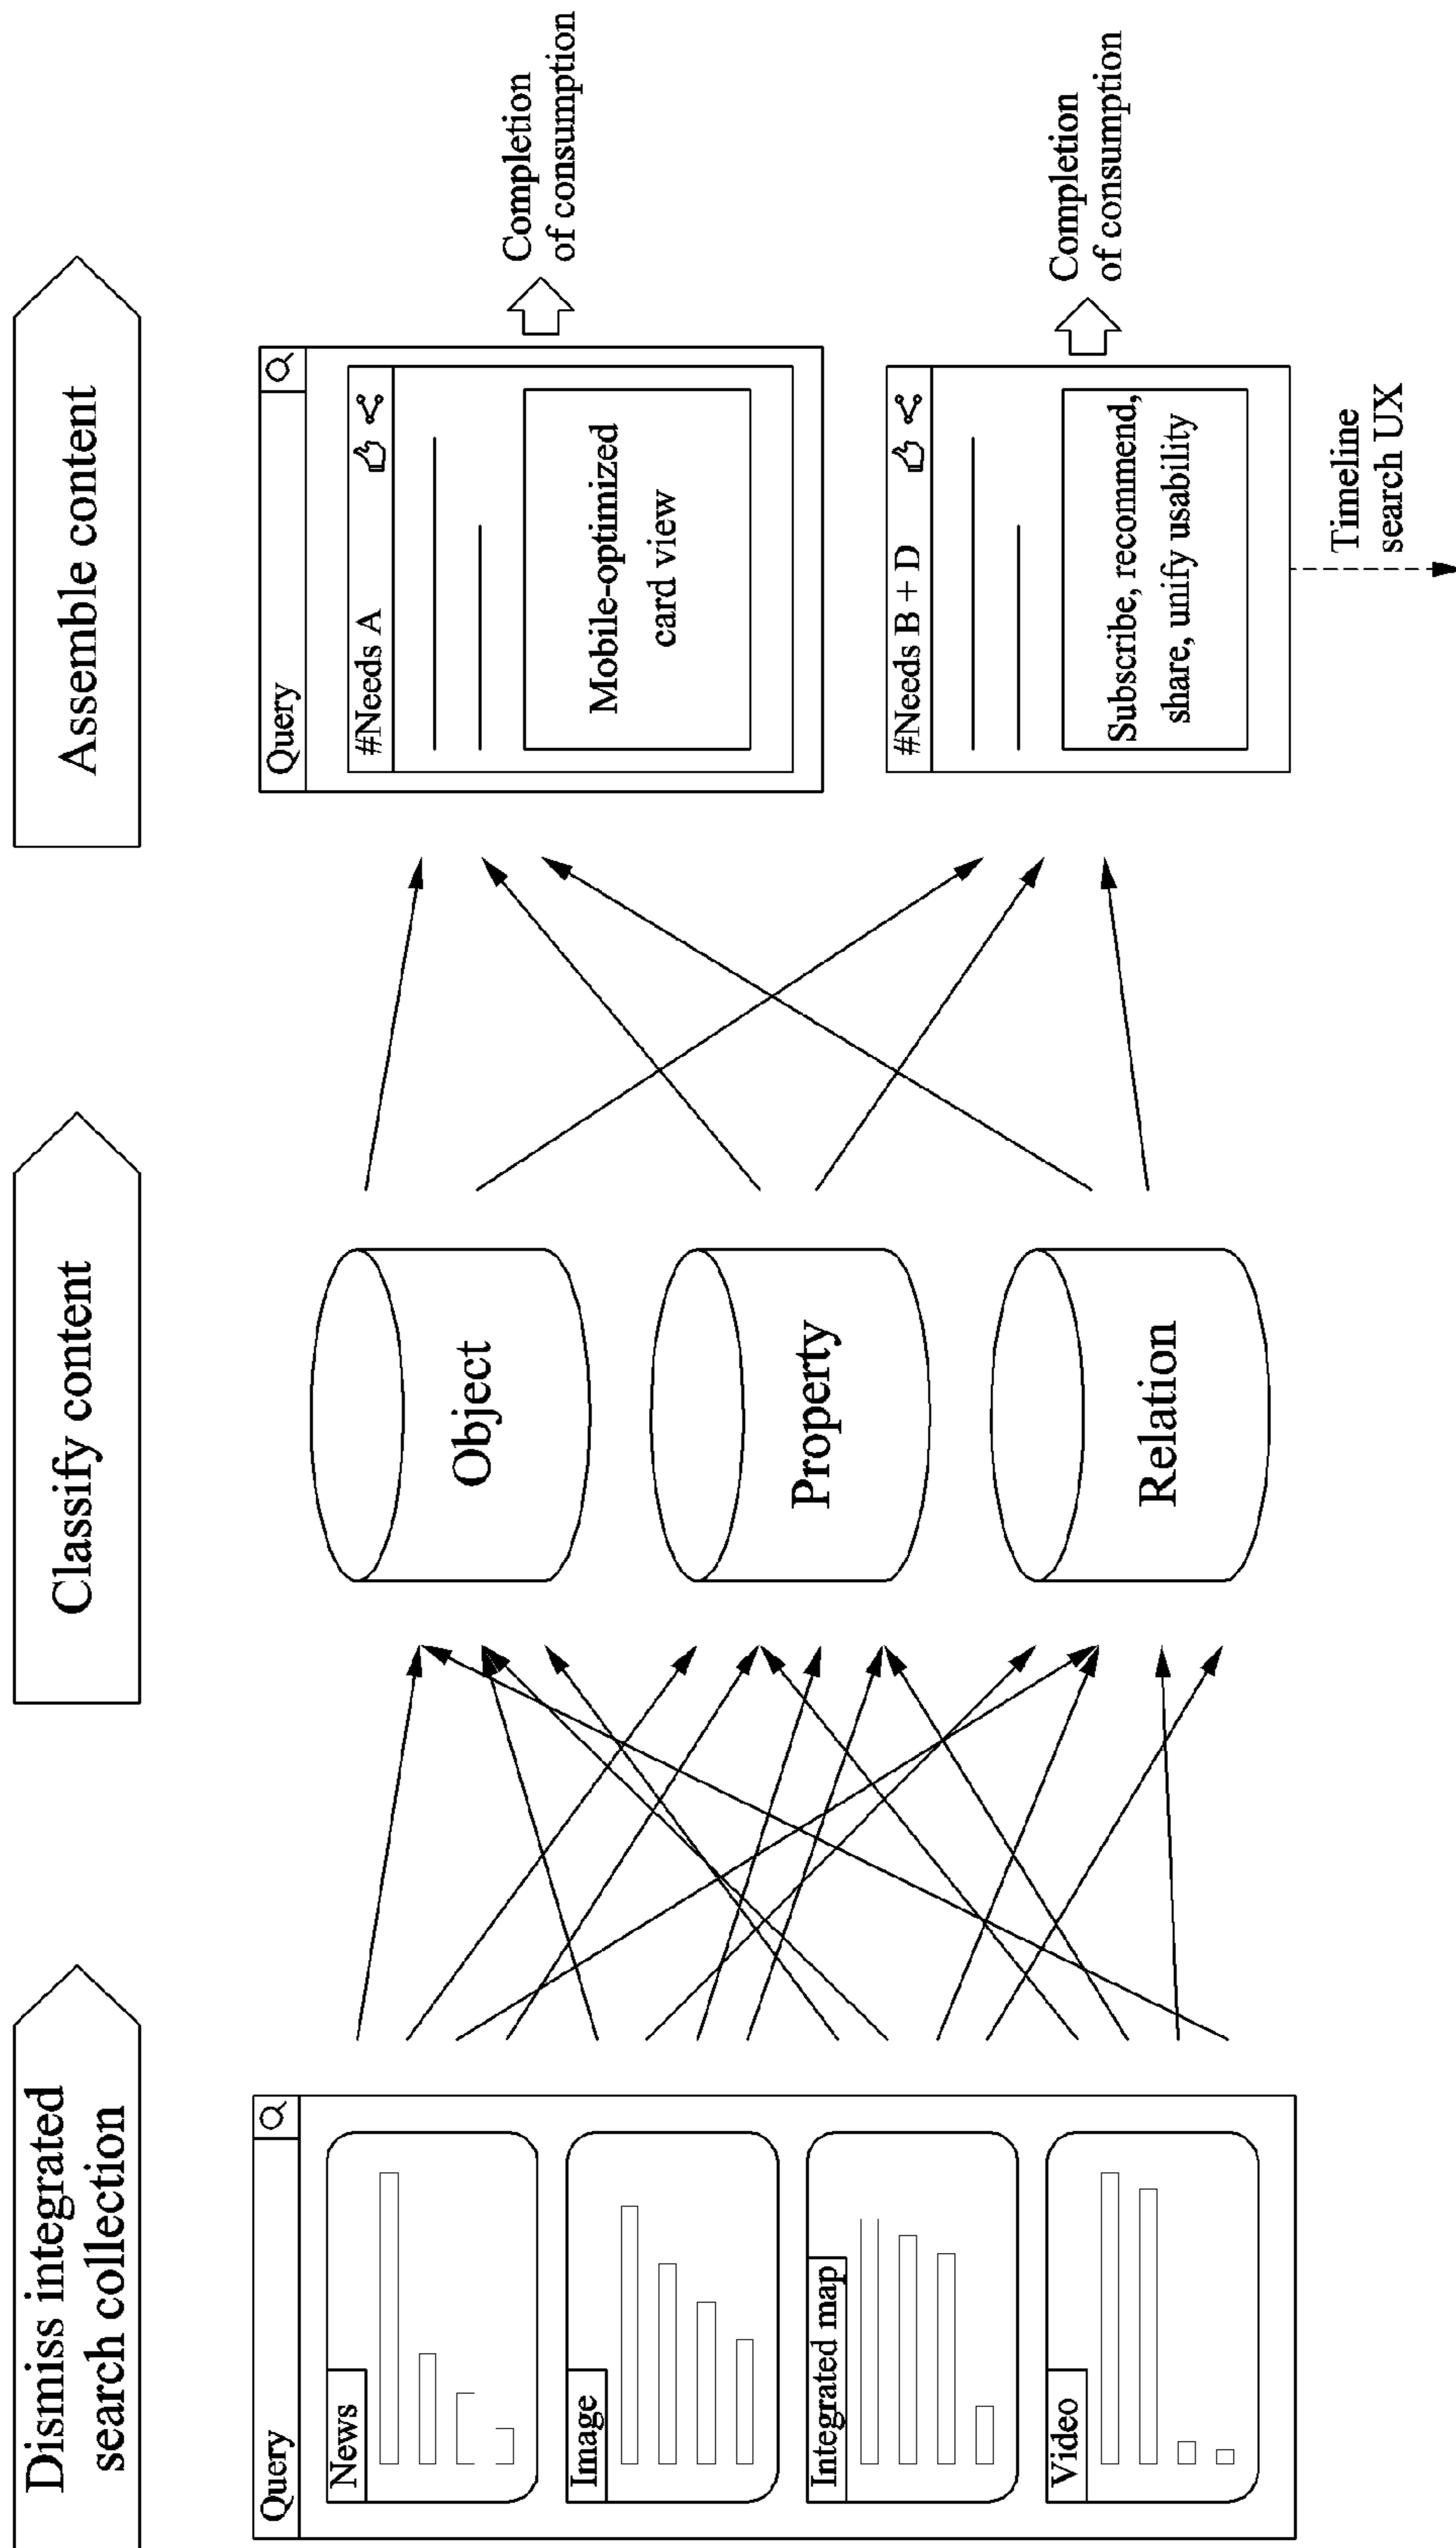 Dismiss integrated
search collection
Classify content
Assemble content
Query
News
Image
Integrated map
Video
Object
Property
Relation
Query
#Needs A
Mobile-optimized
card view
Completion
of consumption
#Needs B + D
Subscribe, recommend,
share, unify usability
Completion
of consumption
Timeline
search UX